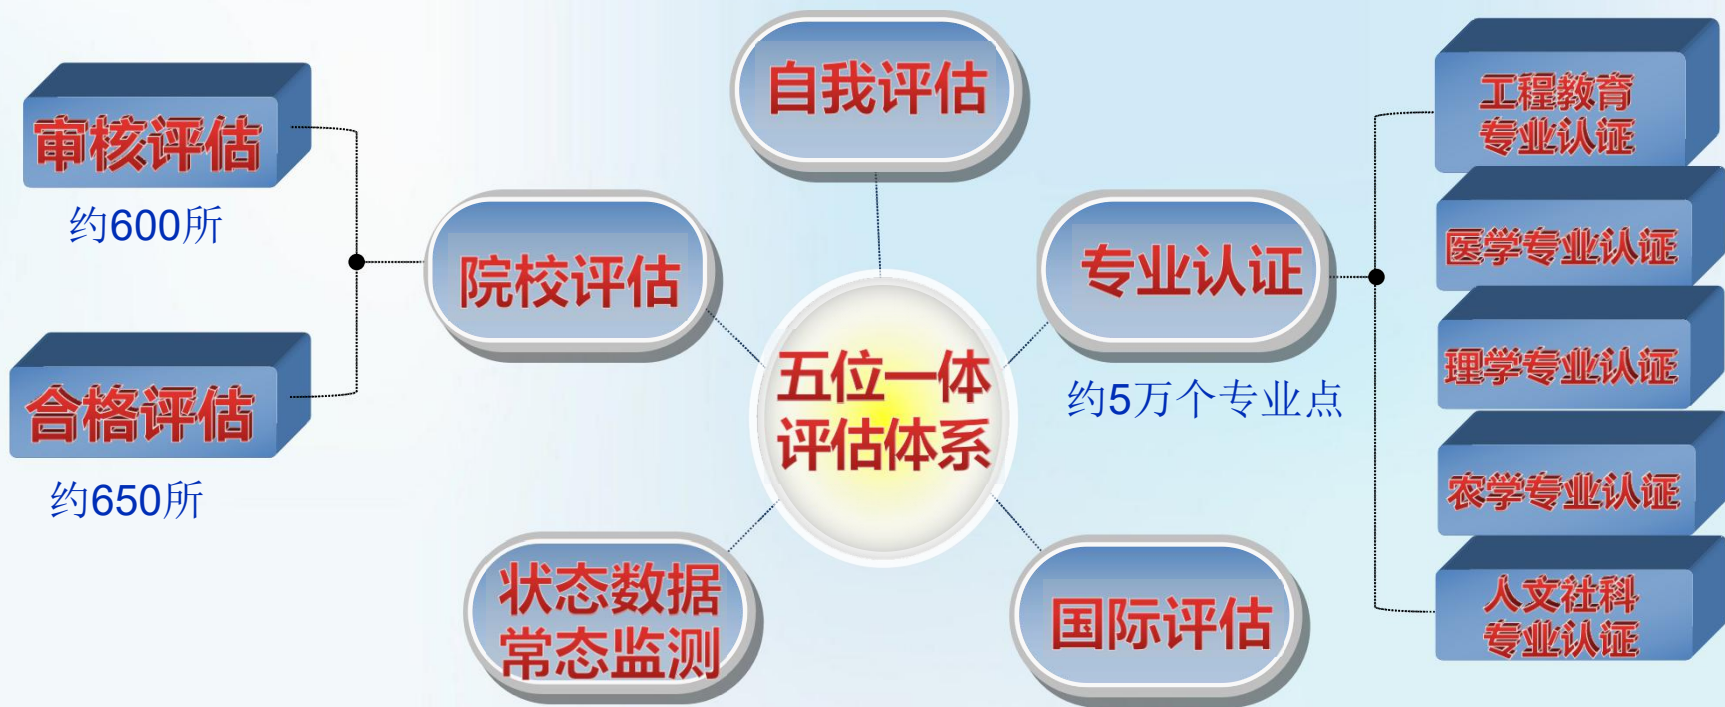 自我评估
审核评估
约600所
院校评估
合格评估
约650所
五位一体
评估体系
专业认证
约5万个专业点
工程教育
专业认证
医学专业认证
理学专业认证
农学专业认证
人文社科
专业认证
状态数据
常态监测
国际评估